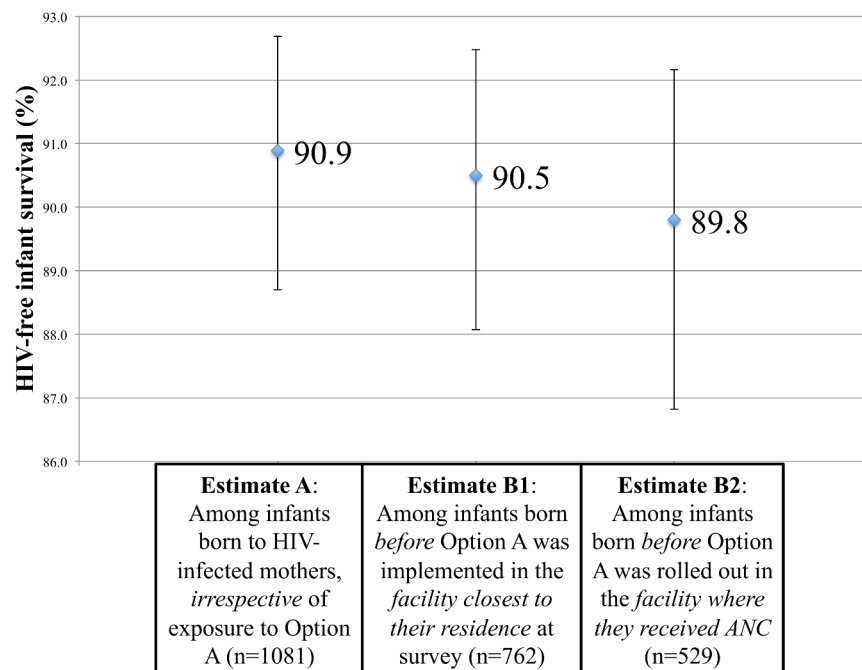 HIV-free infant survival (%)
93.0
92.0
91.0
90.0
89.0
88.0
87.0
86.0
90.9
90.5
89.8
Estimate A:
Among infants
born to HIV-
infected mothers,
irrespective of
exposure to Option
A (n=1081)
Estimate B1:
Among infants born
before Option A was
implemented in the
facility closest to
their residence at
survey (n=762)
Estimate B2:
Among infants
born before Option
A was rolled out in
the facility where
they received ANC
(n=529)